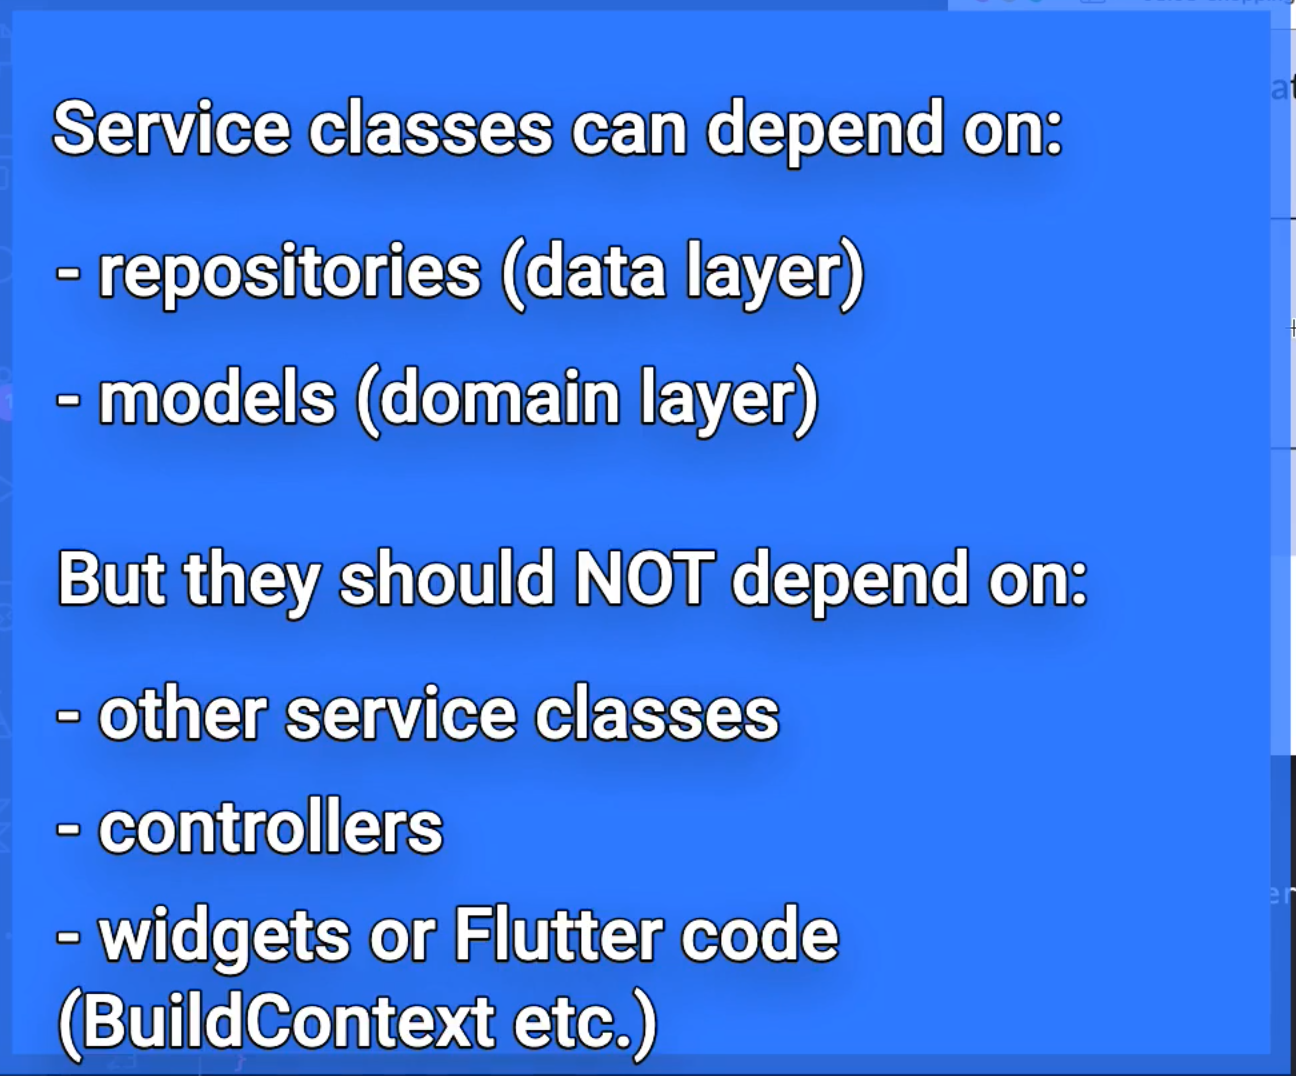 Service classes can depend on:
- repositories (data layer)
- models (domain layer)
But they should NOT depend on:
- other service classes
- controllers
- widgets or Flutter code
(BuildContext etc.)
23 }